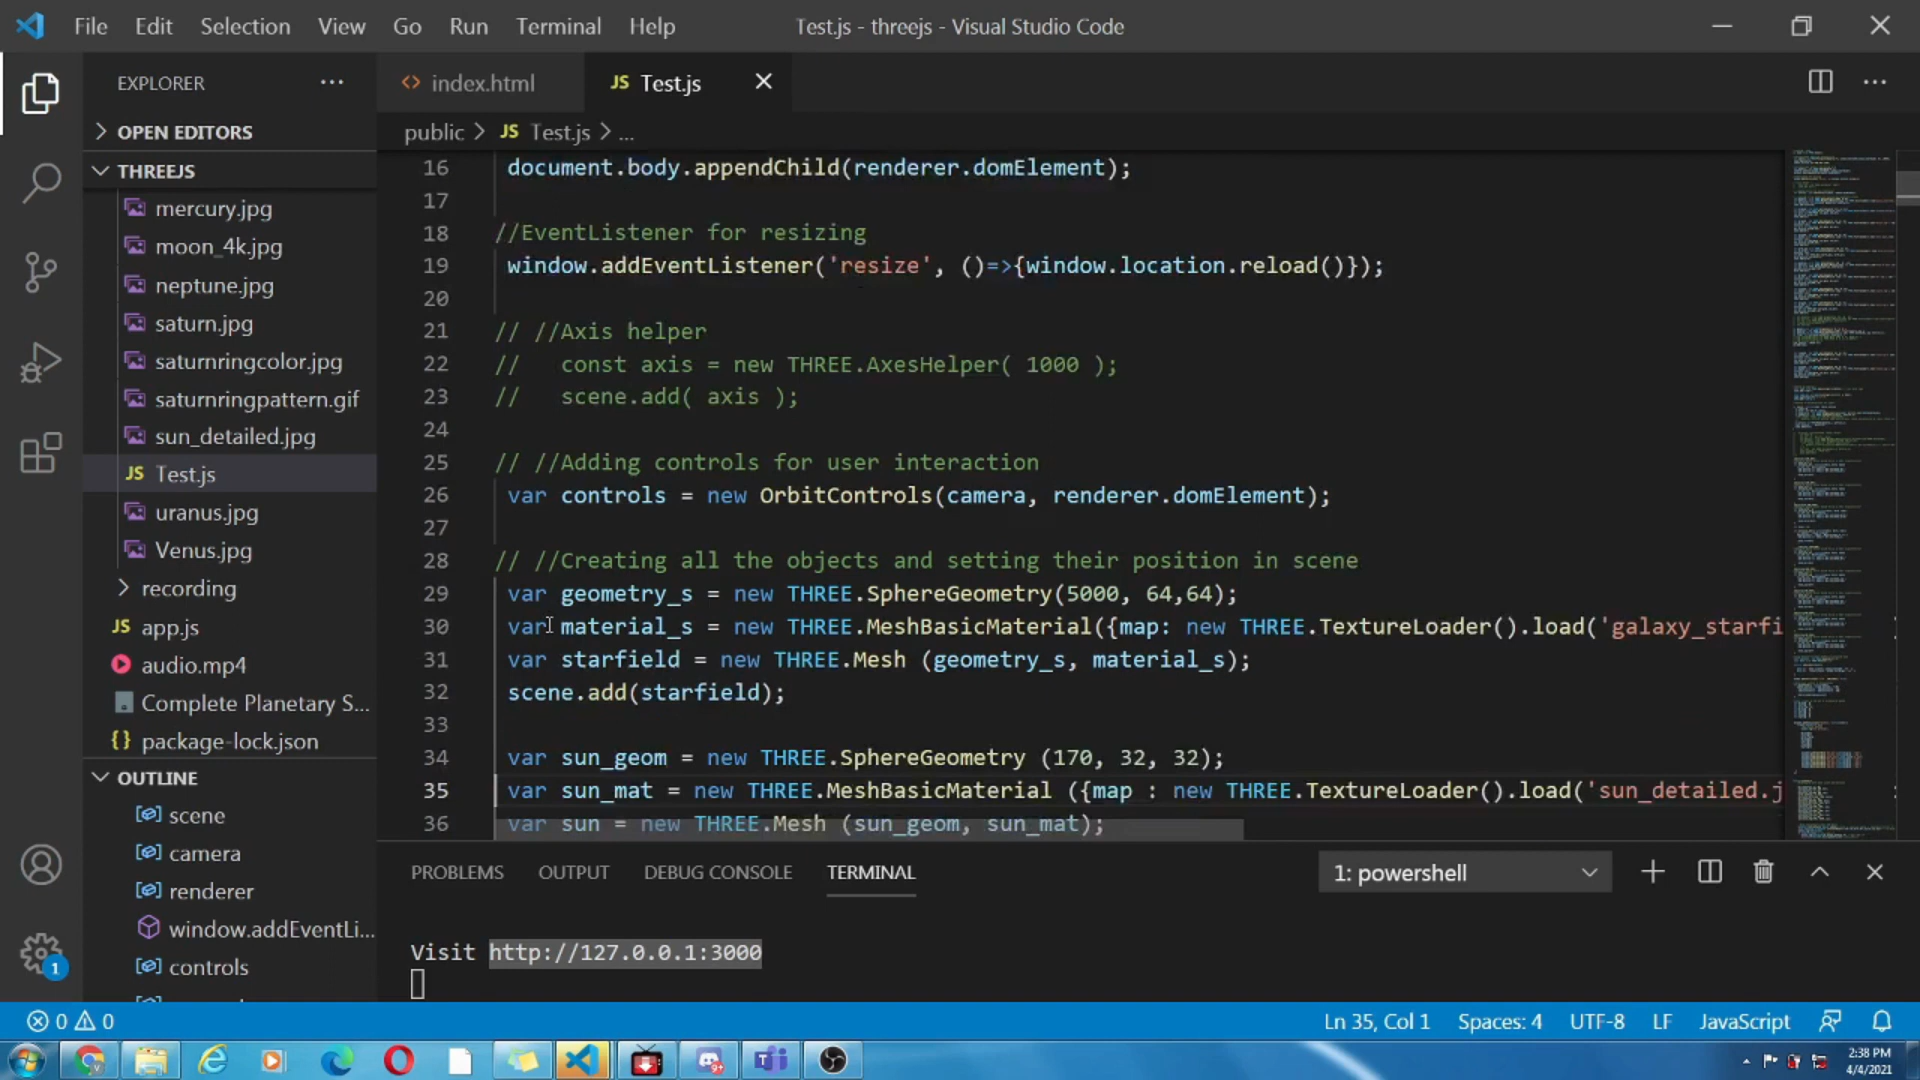 File Edit Selection View Go Run Terminal Help
Test.js - threejs - Visual Studio Code
EXPLORER
OPEN EDITORS
THREEJS
mercury.jpg
moon_4k.jpg
neptune.jpg
saturn.jpg
saturnringcolor.jpg
saturnringpattern.gif
sun_detailed.jpg
JS Test.js
uranus.jpg
Venus.jpg
recording
JS app.js
audio.mp4
Complete Planetary S...
{} package-lock.json
OUTLINE
scene
camera
renderer
window.addEventLi...
controls
1
<> index.html
JS Test.js
public > JS Test.js > ...
16 document.body.appendChild(renderer.domElement);
17
18 //EventListener for resizing
19 window.addEventListener('resize', ()=>{window.location.reload()});
20
21 // //Axis helper
22 // const axis = new THREE.AxesHelper( 1000 );
23 // scene.add( axis );
24
25 // //Adding controls for user interaction
26 var controls = new OrbitControls(camera, renderer.domElement);
27
28 // //Creating all the objects and setting their position in scene
29 var geometry_s = new THREE.SphereGeometry(5000, 64,64);
30 var material_s = new THREE.MeshBasicMaterial({map: new THREE.TextureLoader().load('galaxy_starfi
31 var starfield = new THREE.Mesh (geometry_s, material_s);
32 scene.add(starfield);
33
34 var sun_geom = new THREE.SphereGeometry (170, 32, 32);
35 var sun_mat = new THREE.MeshBasicMaterial ({map : new THREE.TextureLoader().load('sun_detailed.j
36 var sun = new THREE.Mesh (sun_geom, sun_mat);
PROBLEMS OUTPUT DEBUG CONSOLE TERMINAL
1: powershell
Visit http://127.0.0.1:3000
0 0
Ln 35, Col 1 Spaces: 4 UTF-8 LF JavaScript
2:38 PM
4/4/2021